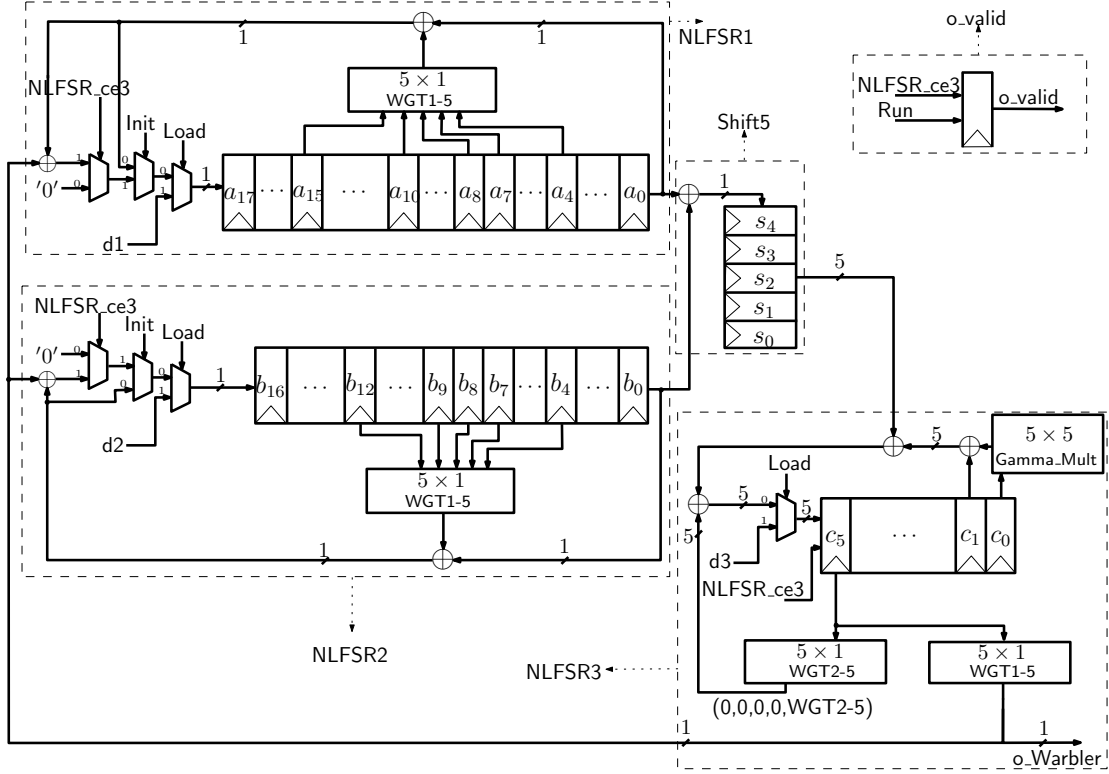 o_valid
1
1
NLFSR1
5 × 1
WGT1-5
NLFSR_ce3
NLFSR_ce3
Run
o_valid
Init
Load
Shift5
1
0
1
0
'0'
0
1
1
1
a17 ··· a15 ··· a10 ··· a8 a7 ··· a4 ··· a0
1
d1
s4
s3
s2
s1
s0
5
NLFSR_ce3
Init
Load
'0'
0
1
1
0
0
1
1
b16 ··· b12 ··· b9 b8 b7 ··· b4 ··· b0
d2
5 × 1
WGT1-5
1
1
NLFSR2
5
5 × 5
Gamma_Mult
Load
5
0
1
5
5
d3
c5 ··· c1 c0
NLFSR_ce3
NLFSR3
5 × 1
WGT2-5
5 × 1
WGT1-5
(0,0,0,0,WGT2-5)
1
1
o_Warbler